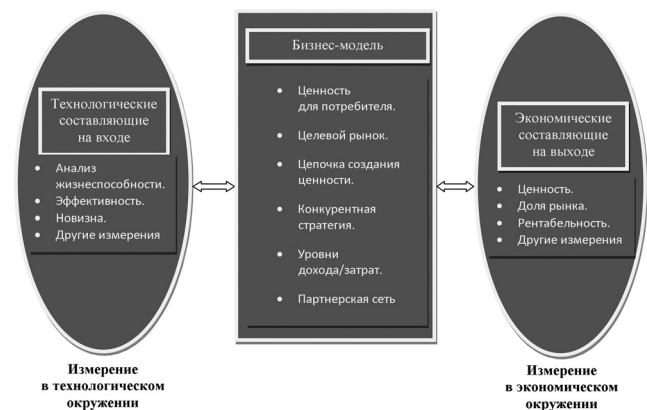 Технологические
составляющие
на входе
Анализ
жизнеспособности.
Эффективность.
Новизна.
Другие измерения
Измерение
в технологическом
окружении
Бизнес-модель
Ценность
для потребителя.
Целевой рынок.
Цепочка создания
ценности.
Конкурентная
стратегия.
Уровни
дохода/затрат.
Партнерская сеть
Экономические
составляющие
на выходе
Ценность.
Доля рынка.
Рентабельность.
Другие измерения
Измерение
в экономическом
окружении